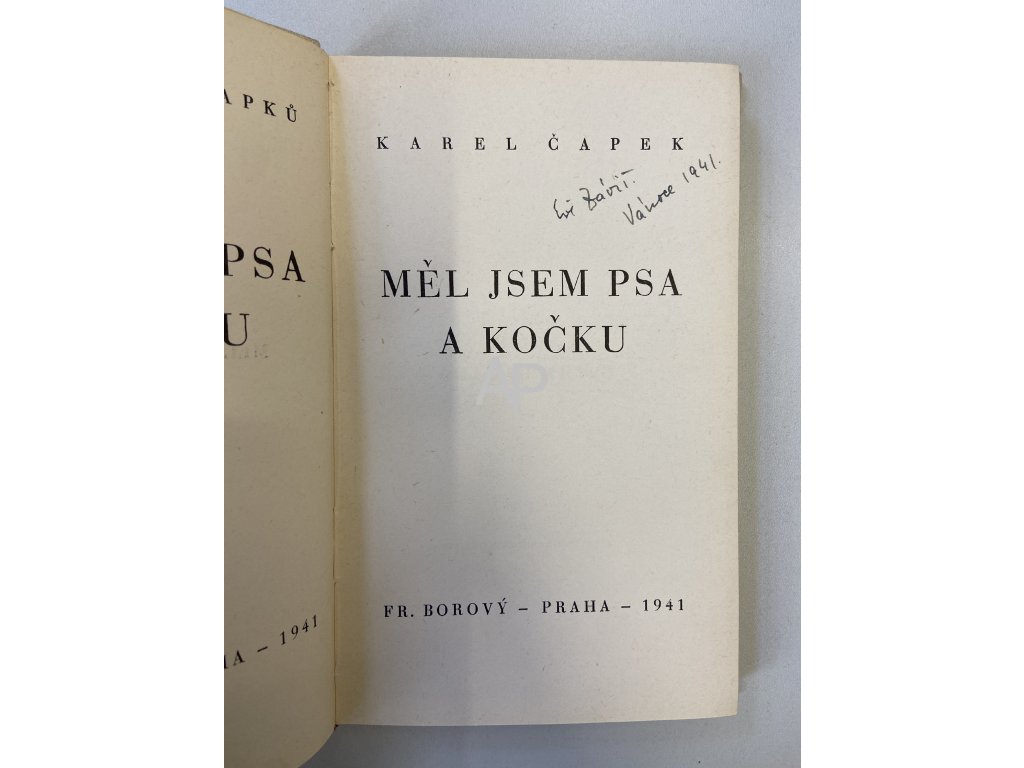 APKŮ
PSA
U
1941
KAREL ČAPEK
Vánoce 1941.
MĚL JSEM PSA
A KOČKU
AP
FR. BOROVÝ – PRAHA – 1941